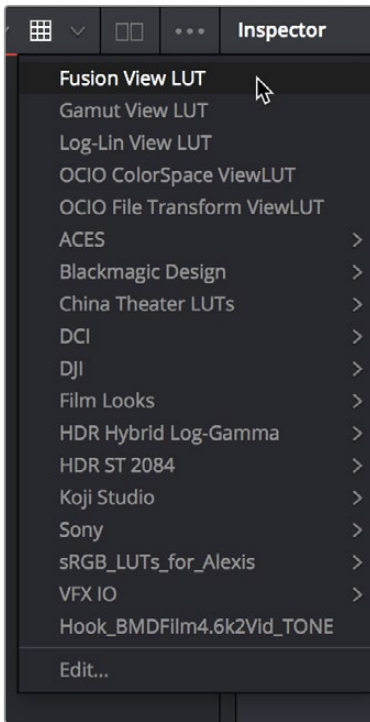 Inspector
Fusion View LUT
Gamut View LUT
Log-Lin View LUT
OCIO ColorSpace ViewLUT
OCIO File Transform ViewLUT
ACES
Blackmagic Design
China Theater LUTs
DCI
DJI
Film Looks
HDR Hybrid Log-Gamma
HDR ST 2084
Koji Studio
Sony
sRGB_LUTs_for_Alexis
VFX IO
Hook_BMDFilm4.6k2Vid_TONE
Edit...